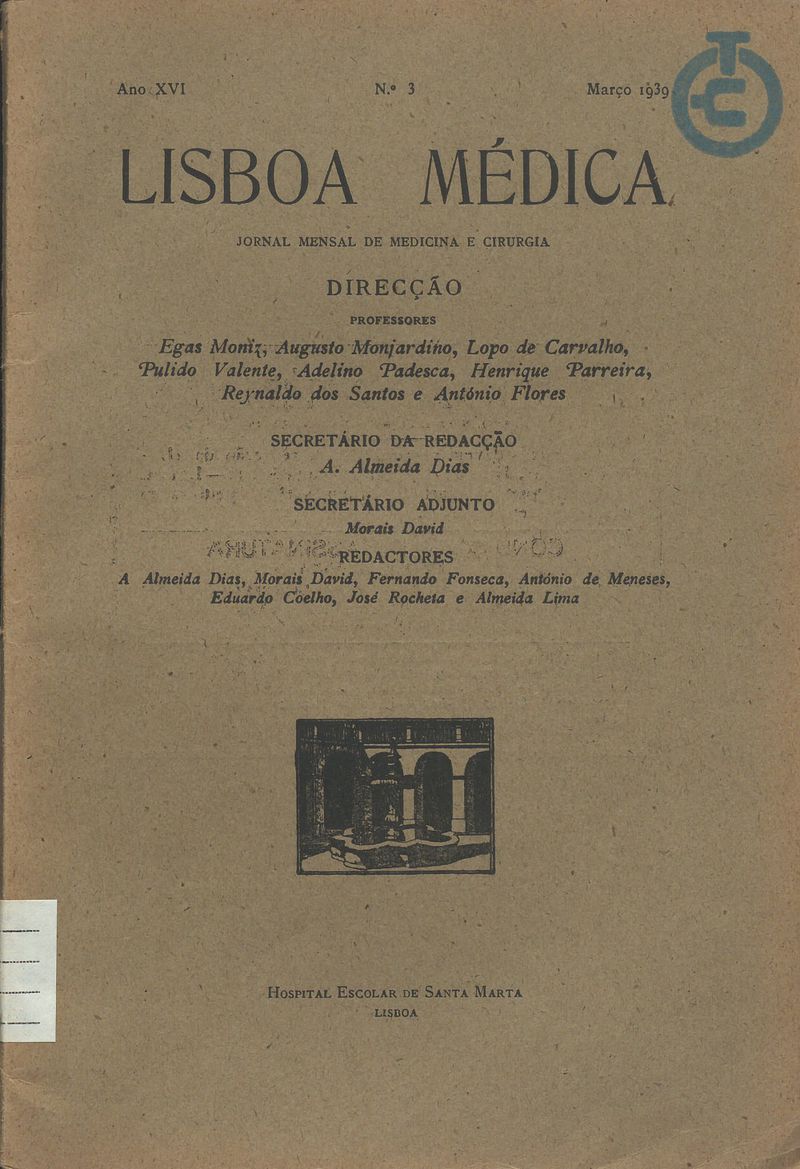 Ano XVI N.º 3 Março 1939
LISBOA MÉDICA
JORNAL MENSAL DE MEDICINA E CIRURGIA
DIRECÇÃO
PROFESSORES
Egas Moniz, Augusto Monjardino, Lopo de Carvalho,
Pulido Valente, Adelino Padesca, Henrique Parreira,
Reynaldo dos Santos e António Flores
SECRETÁRIO DA REDACÇÃO
A. Almeida Dias
SECRETÁRIO ADJUNTO
Morais David
REDACTORES
A Almeida Dias, Morais David, Fernando Fonseca, António de Meneses,
Eduardo Coelho, José Rocheta e Almeida Lima
HOSPITAL ESCOLAR DE SANTA MARTA
LISBOA